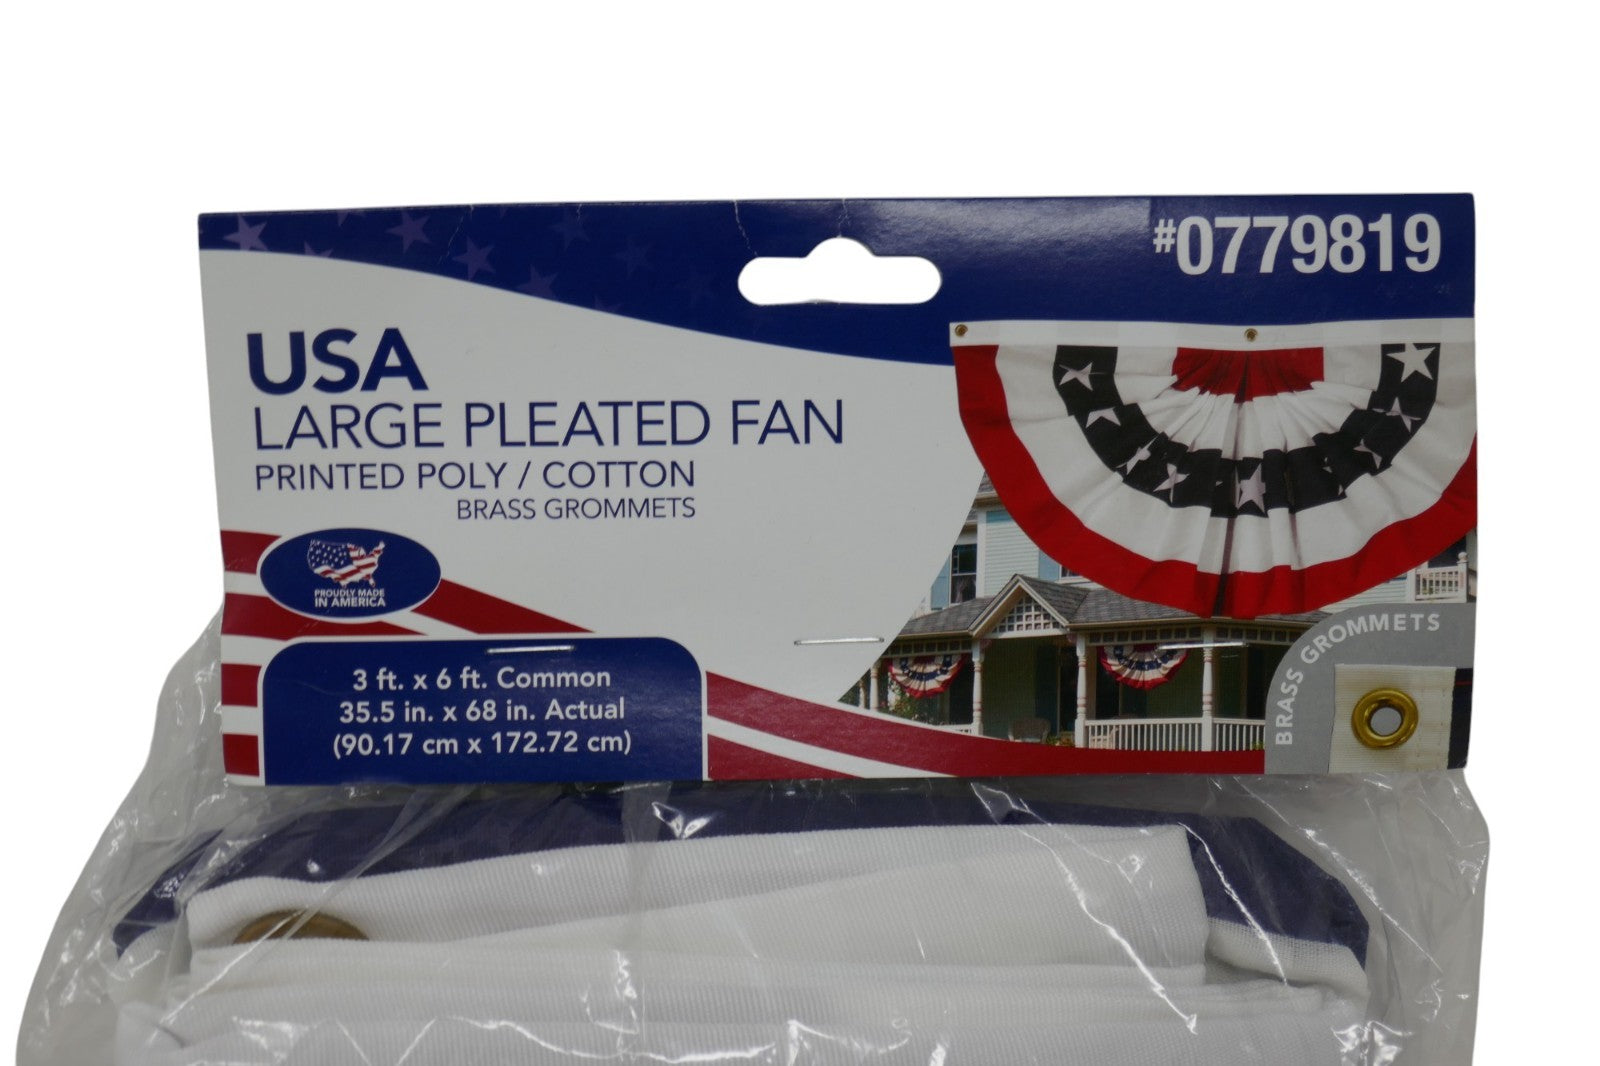 #0779819
USA
LARGE PLEATED FAN
PRINTED POLY / COTTON
BRASS GROMMETS
PROUDLY MADE
IN AMERICA
3 ft. x 6 ft. Common
35.5 in. x 68 in. Actual
(90.17 cm x 172.72 cm)
BRASS GROMMETS